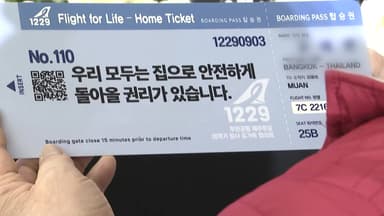 1229
Flight for Life - Home Ticket
BOARDING PASS 탑승권
BOARDING PASS 탑승권
No.110
12290903
INSERT
우리 모두는 집으로 안전하게
돌아올 권리가 있습니다.
1229
Boarding gate close 15 minutes prior to departure time
BANGKOK - THAILAND
MUAN
7C 2216
25B